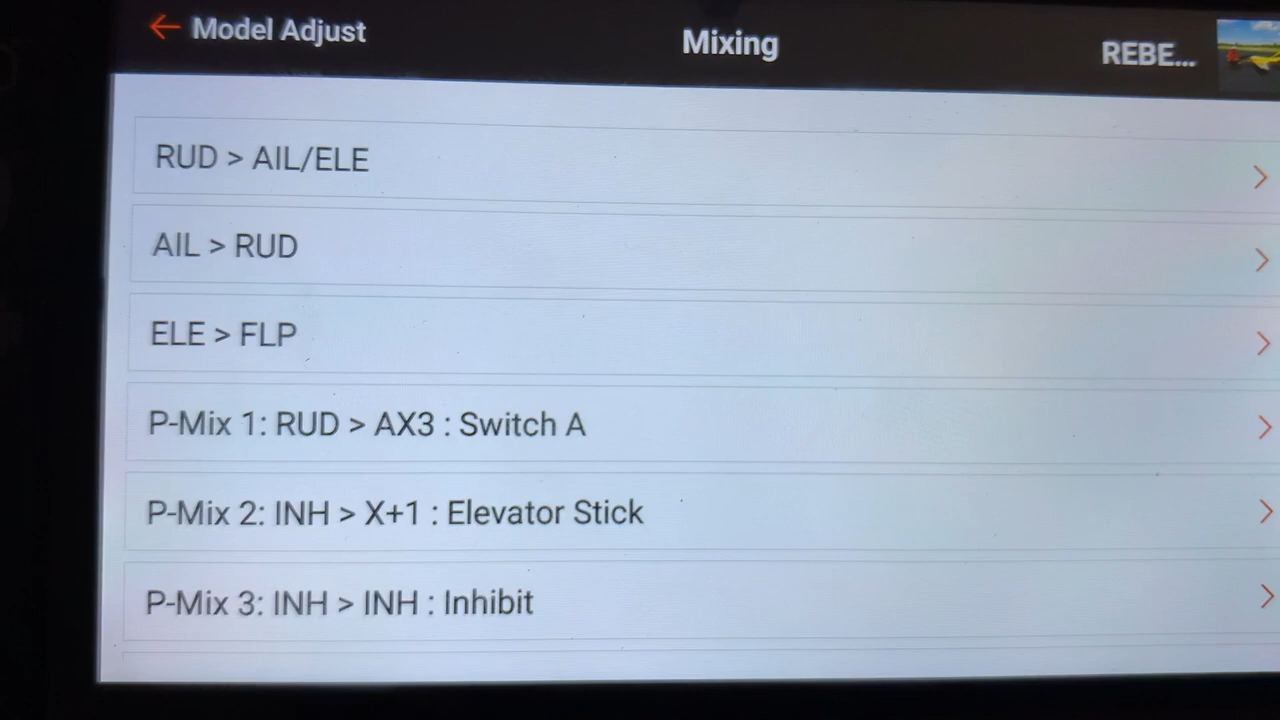 ← Model Adjust
Mixing
REBE...
RUD > AIL/ELE
AIL > RUD
ELE > FLP
P-Mix 1: RUD > AX3 : Switch A
P-Mix 2: INH > X+1 : Elevator Stick
P-Mix 3: INH > INH : Inhibit